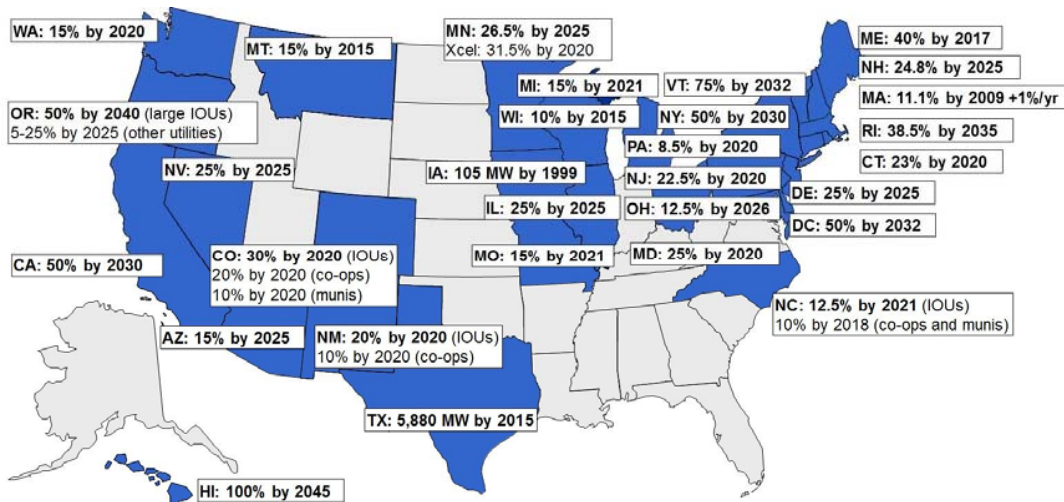 WA: 15% by 2020
MT: 15% by 2015
MN: 26.5% by 2025
Xcel: 31.5% by 2020
ME: 40% by 2017
NH: 24.8% by 2025
MI: 15% by 2021
VT: 75% by 2032
MA: 11.1% by 2009 +1%/yr
OR: 50% by 2040 (large IOUs)
5-25% by 2025 (other utilities)
WI: 10% by 2015
NY: 50% by 2030
RI: 38.5% by 2035
PA: 8.5% by 2020
CT: 23% by 2020
NV: 25% by 2025
IA: 105 MW by 1999
NJ: 22.5% by 2020
DE: 25% by 2025
IL: 25% by 2025
OH: 12.5% by 2026
DC: 50% by 2032
CA: 50% by 2030
CO: 30% by 2020 (IOUs)
20% by 2020 (co-ops)
10% by 2020 (munis)
MO: 15% by 2021
MD: 25% by 2020
NC: 12.5% by 2021 (IOUs)
10% by 2018 (co-ops and munis)
AZ: 15% by 2025
NM: 20% by 2020 (IOUs)
10% by 2020 (co-ops)
TX: 5,880 MW by 2015
HI: 100% by 2045